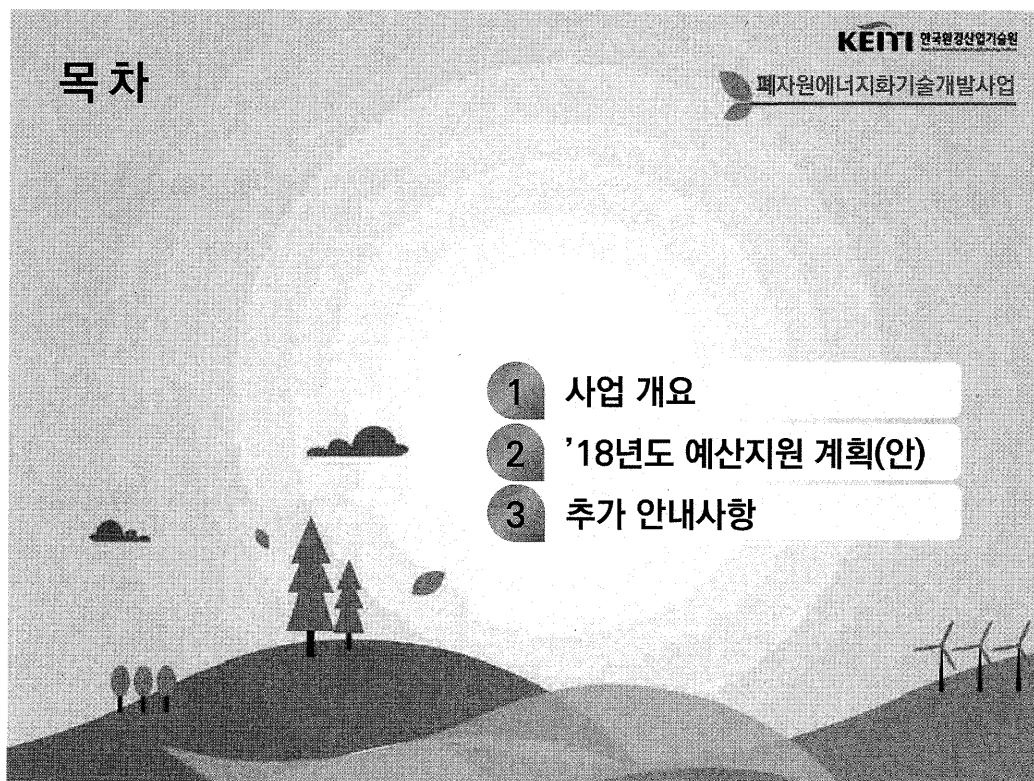 목차
KEITI 한국환경산업기술원
폐자원에너지화기술개발사업
1 사업 개요
2 ’18년도 예산지원 계획(안)
3 추가 안내사항